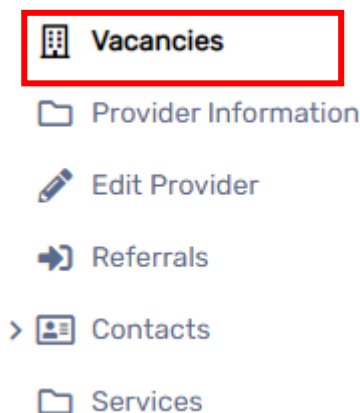 Vacancies
Provider Information
Edit Provider
Referrals
Contacts
Services